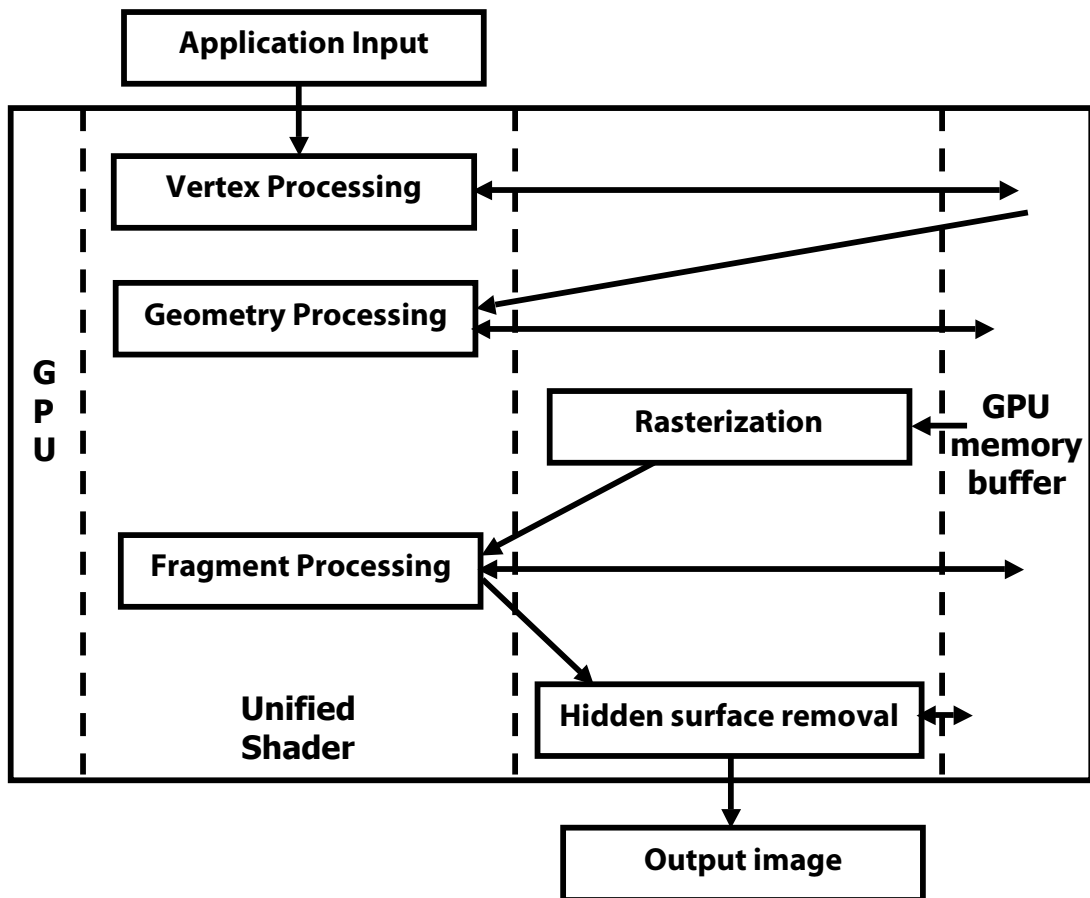 Application Input
Vertex Processing
Geometry Processing
G
P
U
Rasterization
GPU
memory
buffer
Fragment Processing
Unified
Shader
Hidden surface removal
Output image